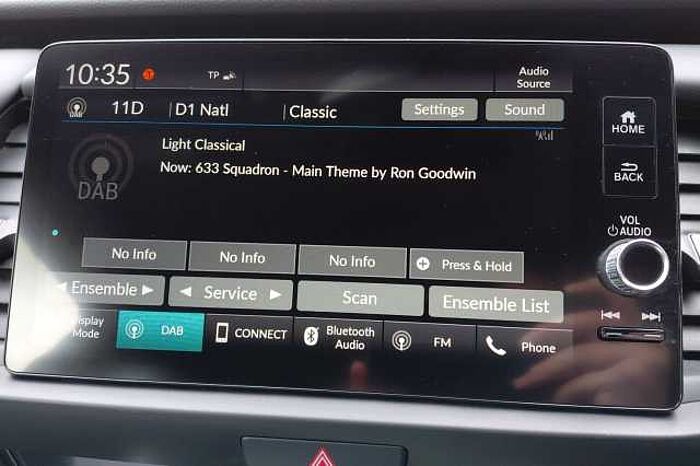 10:35 TP Audio Source
DAB 11D D1 Natl Classic Settings Sound
HOME
BACK
VOL
AUDIO
DAB
Light Classical
Now: 633 Squadron - Main Theme by Ron Goodwin
No Info No Info No Info Press & Hold
Ensemble Service Scan Ensemble List
Display Mode DAB CONNECT Bluetooth Audio FM Phone